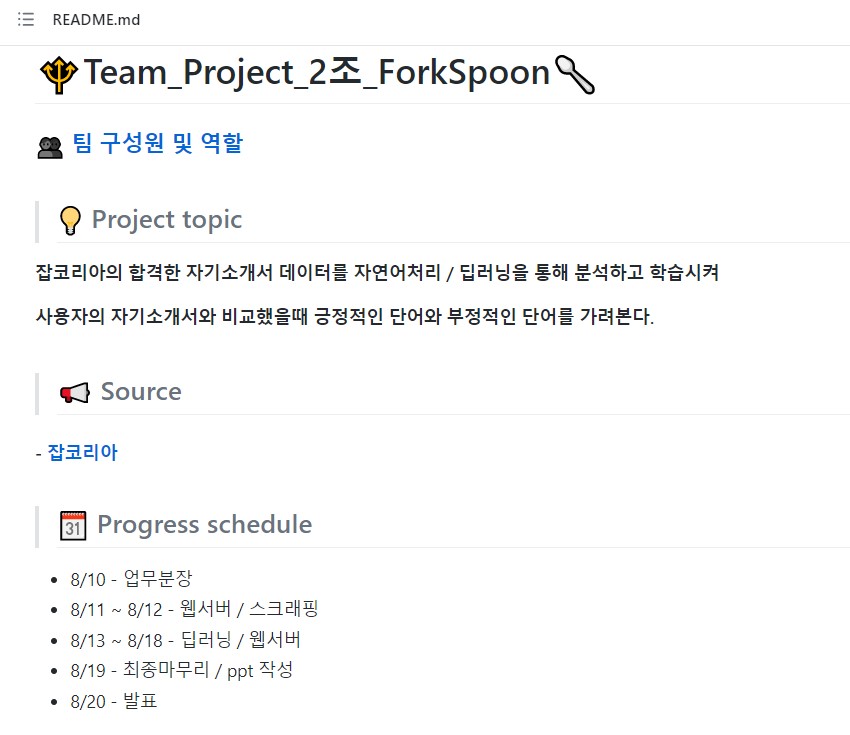 README.md
Team_Project_2조_ForkSpoon
팀 구성원 및 역할
Project topic
잡코리아의 합격한 자기소개서 데이터를 자연어처리 / 딥러닝을 통해 분석하고 학습시켜
사용자의 자기소개서와 비교했을때 긍정적인 단어와 부정적인 단어를 가려본다.
Source
- 잡코리아
31 Progress schedule
8/10 - 업무분장
8/11 ~ 8/12 - 웹서버 / 스크래핑
8/13 ~ 8/18 - 딥러닝 / 웹서버
8/19 - 최종마무리 / ppt 작성
8/20 - 발표